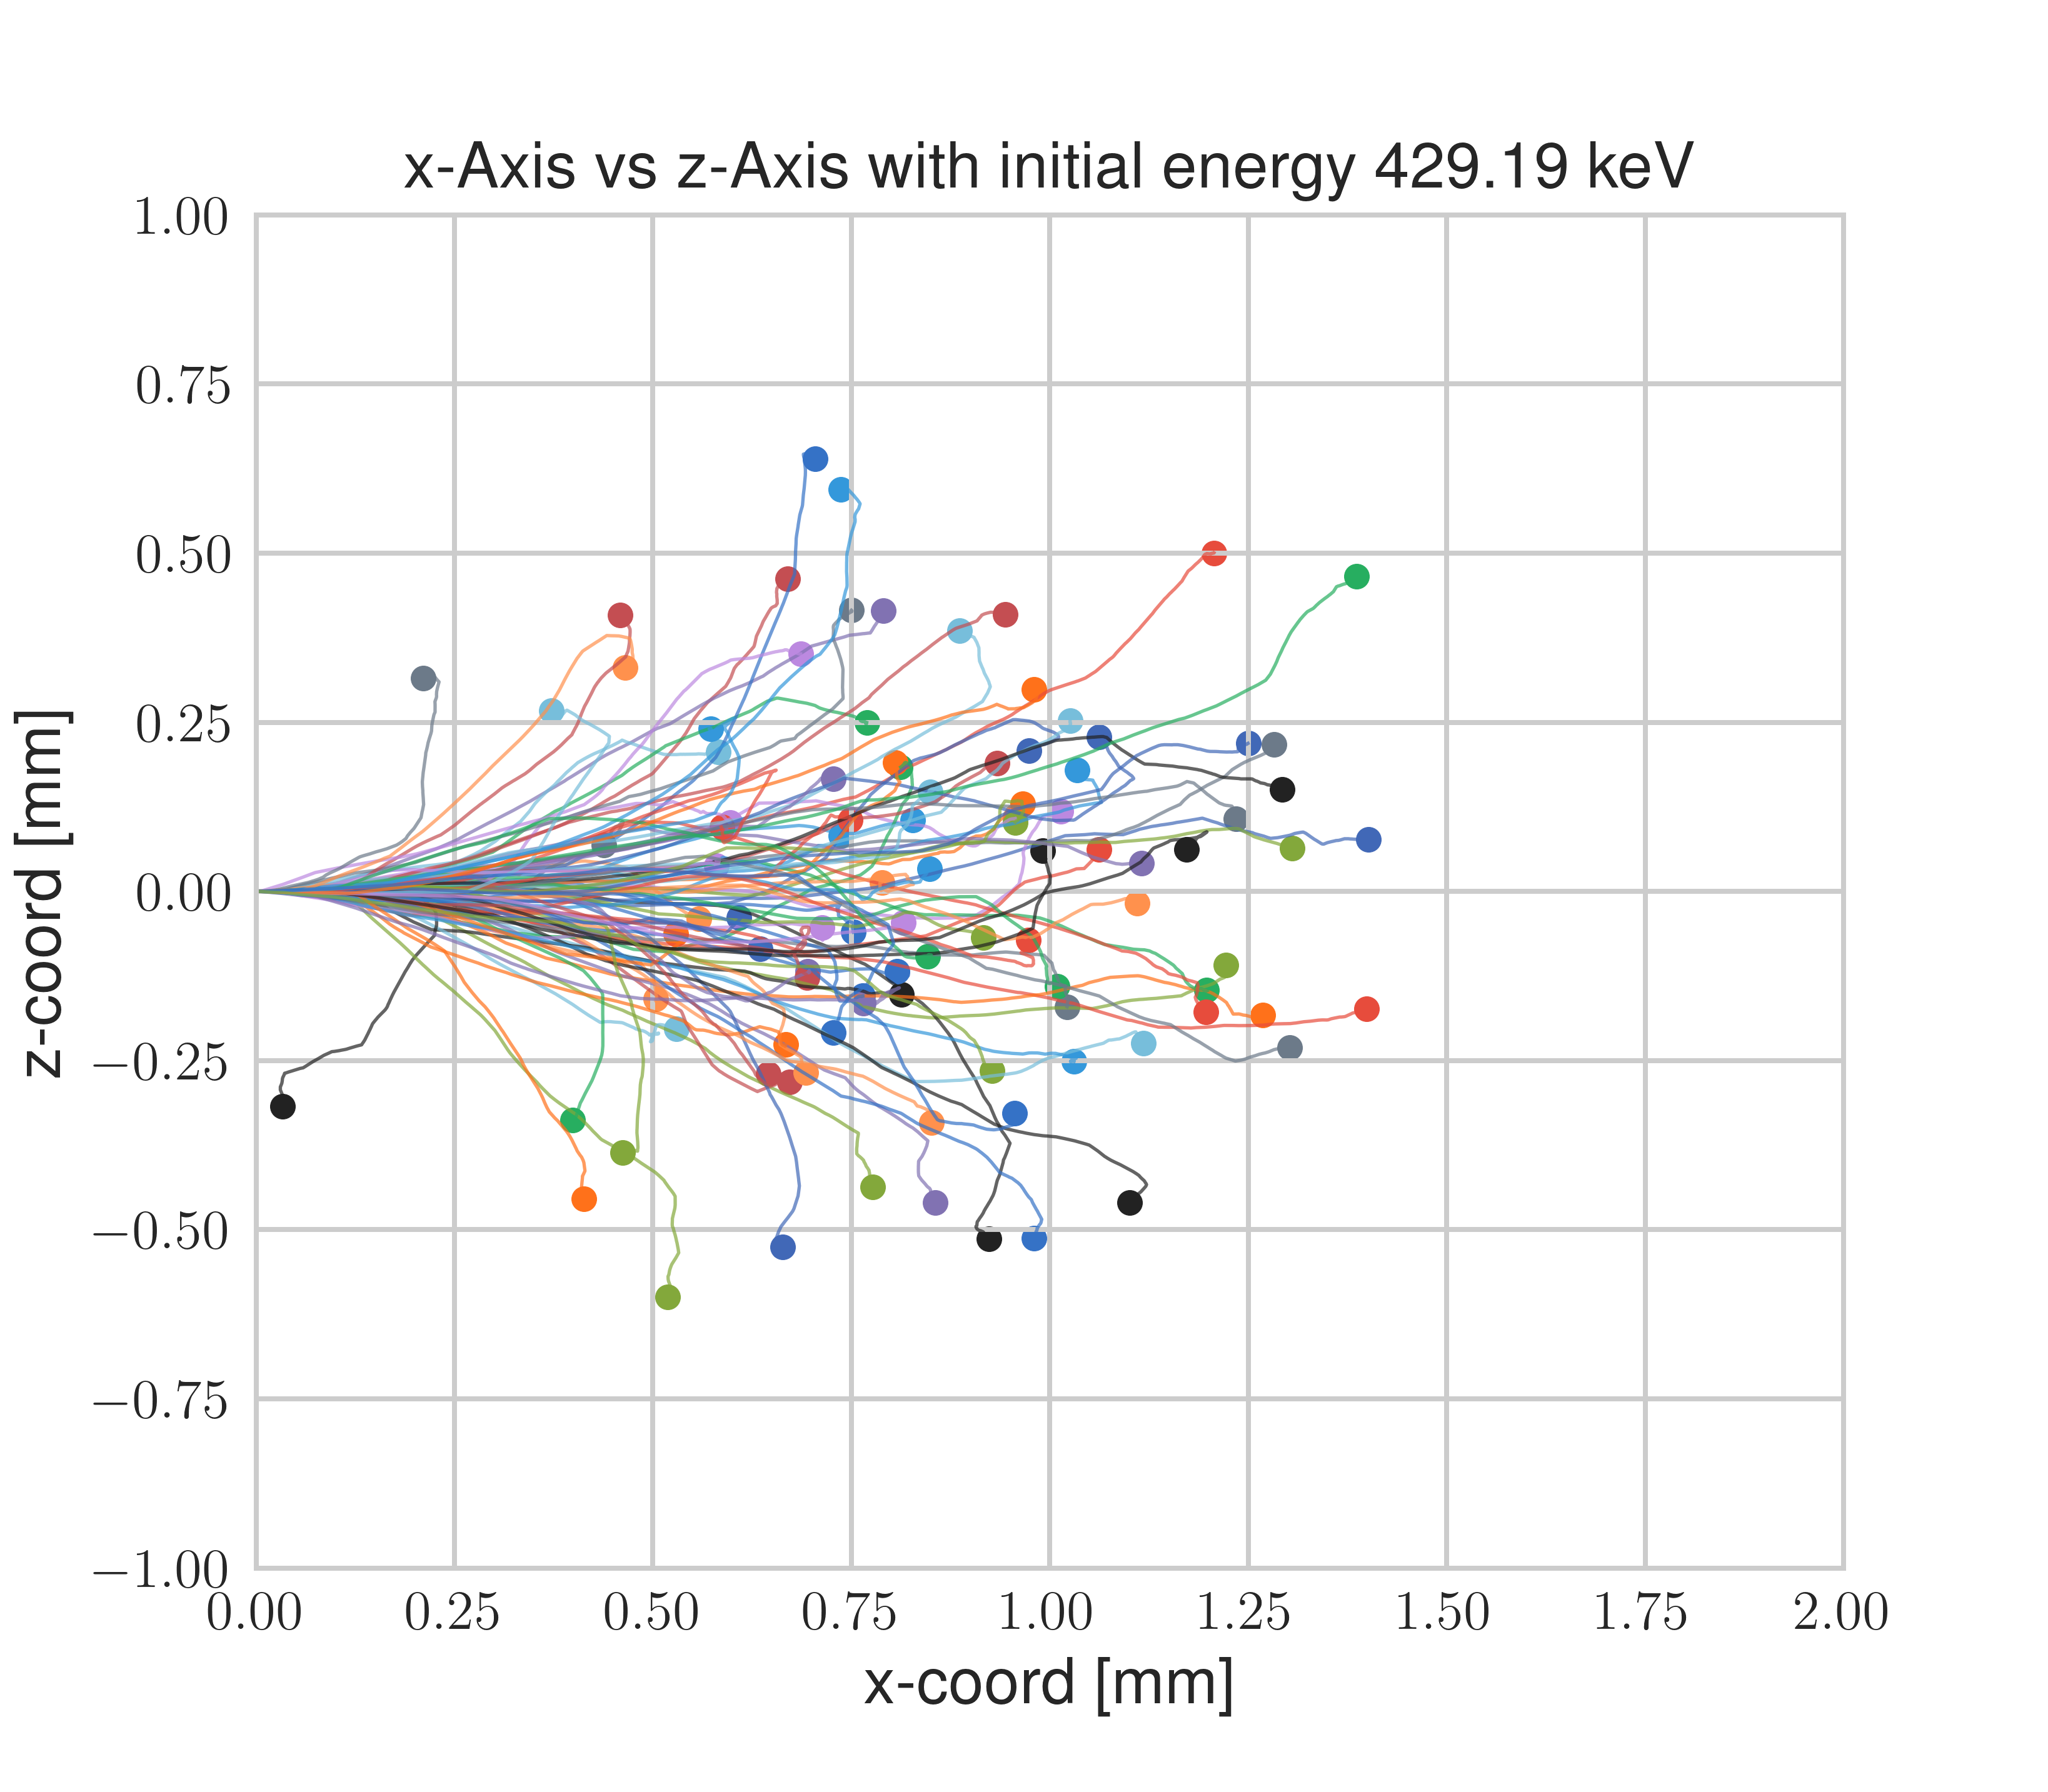 x-Axis vs z-Axis with initial energy 429.19 keV
1.00
0.75
0.50
0.25
0.00
−0.25
−0.50
−0.75
−1.00
z-coord [mm]
0.00 0.25 0.50 0.75 1.00 1.25 1.50 1.75 2.00
x-coord [mm]